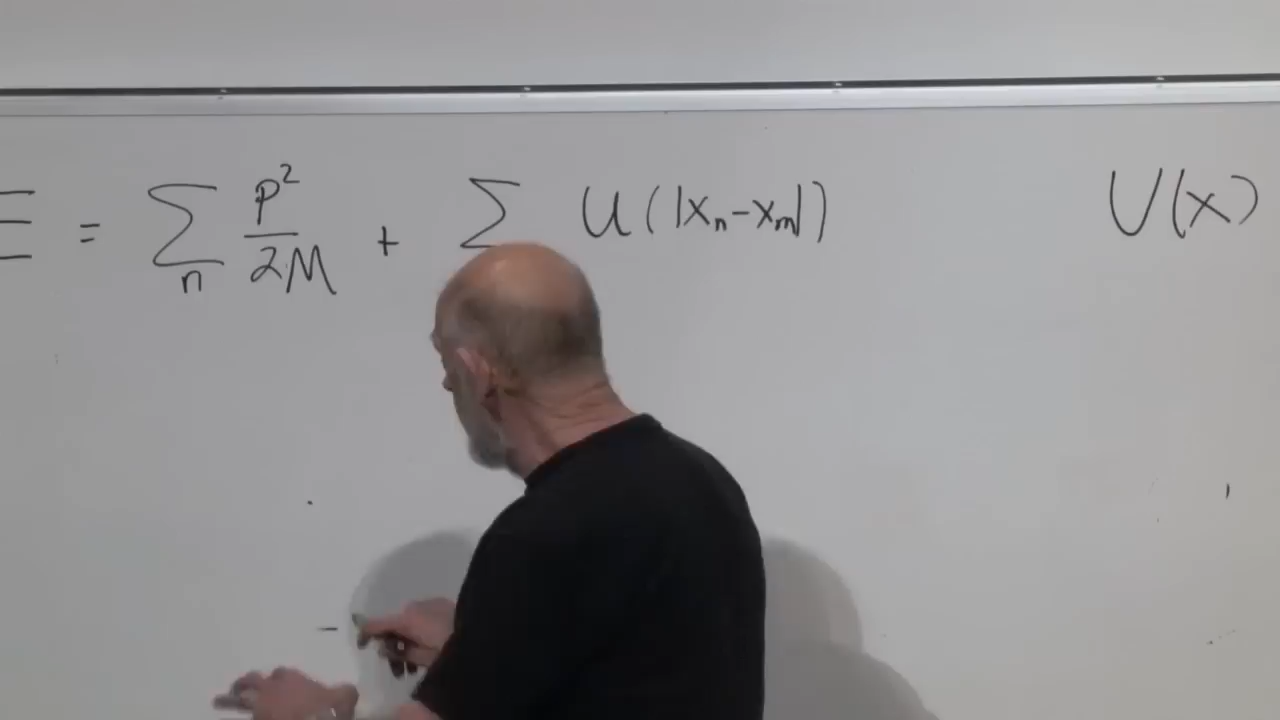 E = ∑ₙ P²/2M + ∑ U(|xₙ-xₘ|) U(x)